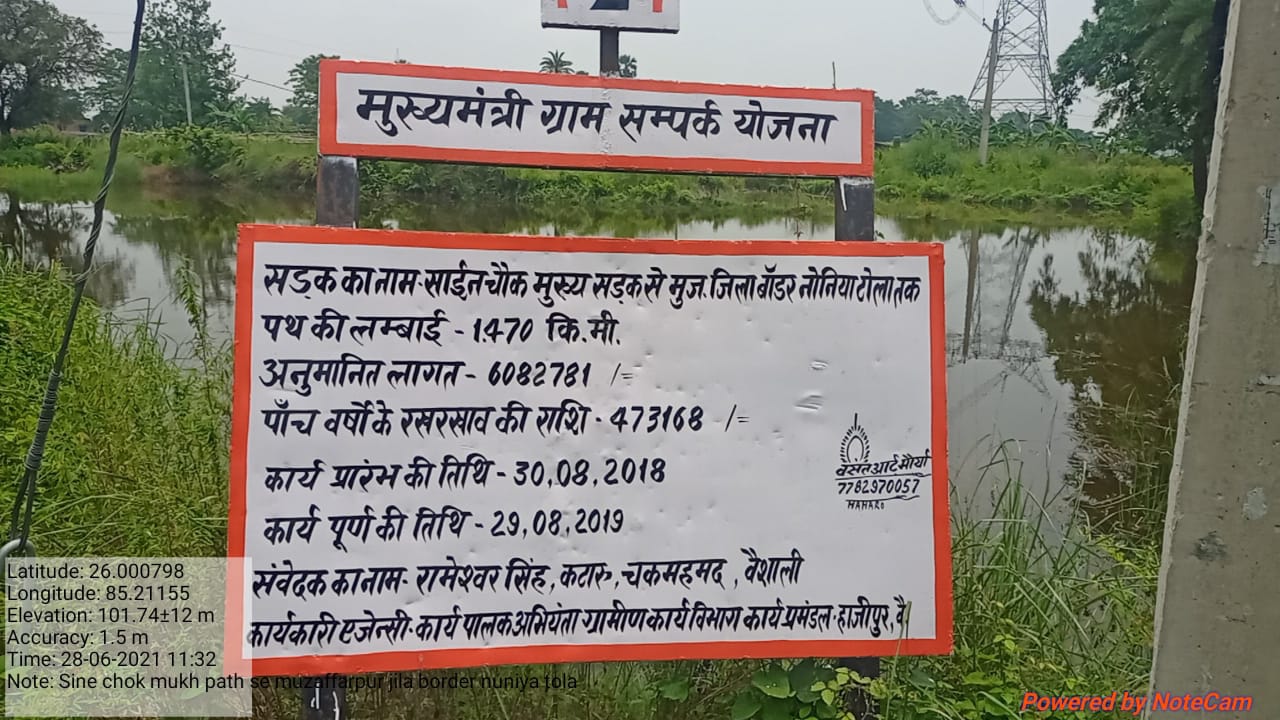 मुख्यमंत्री ग्राम सम्पर्क योजना
सड़क का नाम-साईन चौक मुख्य सड़क से मुज. जिला बॉडर नोनिया टोला तक
पथ की लम्बाई - 1.470 कि.मी.
अनुमानित लागत - 6082781 /=
पाँच वर्षों के रखरखाव की राशि - 473168 /=
कार्य प्रारंभ की तिथि - 30,08,2018
कार्य पूर्ण की तिथि - 29,08,2019
संवेदक का नाम- रामेश्वर सिंह, कटारु, चकमहमद , वैशाली
कार्यकारी एजेन्सी-कार्य पालक अभियंता ग्रामीण कार्य विभाग कार्य प्रमंडल-हाजीपुर, वै
वसंत आर्ट मौर्या
7782970057
Latitude: 26.000798
Longitude: 85.21155
Elevation: 101.74±12 m
Accuracy: 1.5 m
Time: 28-06-2021 11:32
Note: Sine chok mukh path se muzaffarpur jila border nuniya tola
Powered by NoteCam